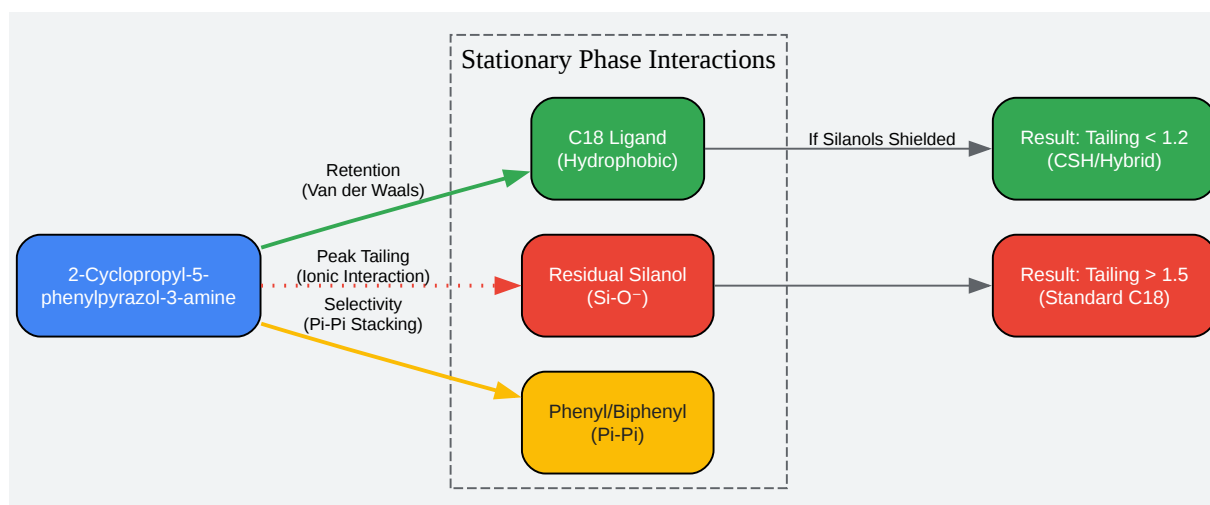 Stationary Phase Interactions
2-Cyclopropyl-5-
phenylpyrazol-3-amine
Retention
(Van der Waals)
Peak Tailing
(Ionic Interaction)
Selectivity
(Pi-Pi Stacking)
C18 Ligand
(Hydrophobic)
Residual Silanol
(Si-O⁻)
Phenyl/Biphenyl
(Pi-Pi)
If Silanols Shielded
Result: Tailing < 1.2
(CSH/Hybrid)
Result: Tailing > 1.5
(Standard C18)